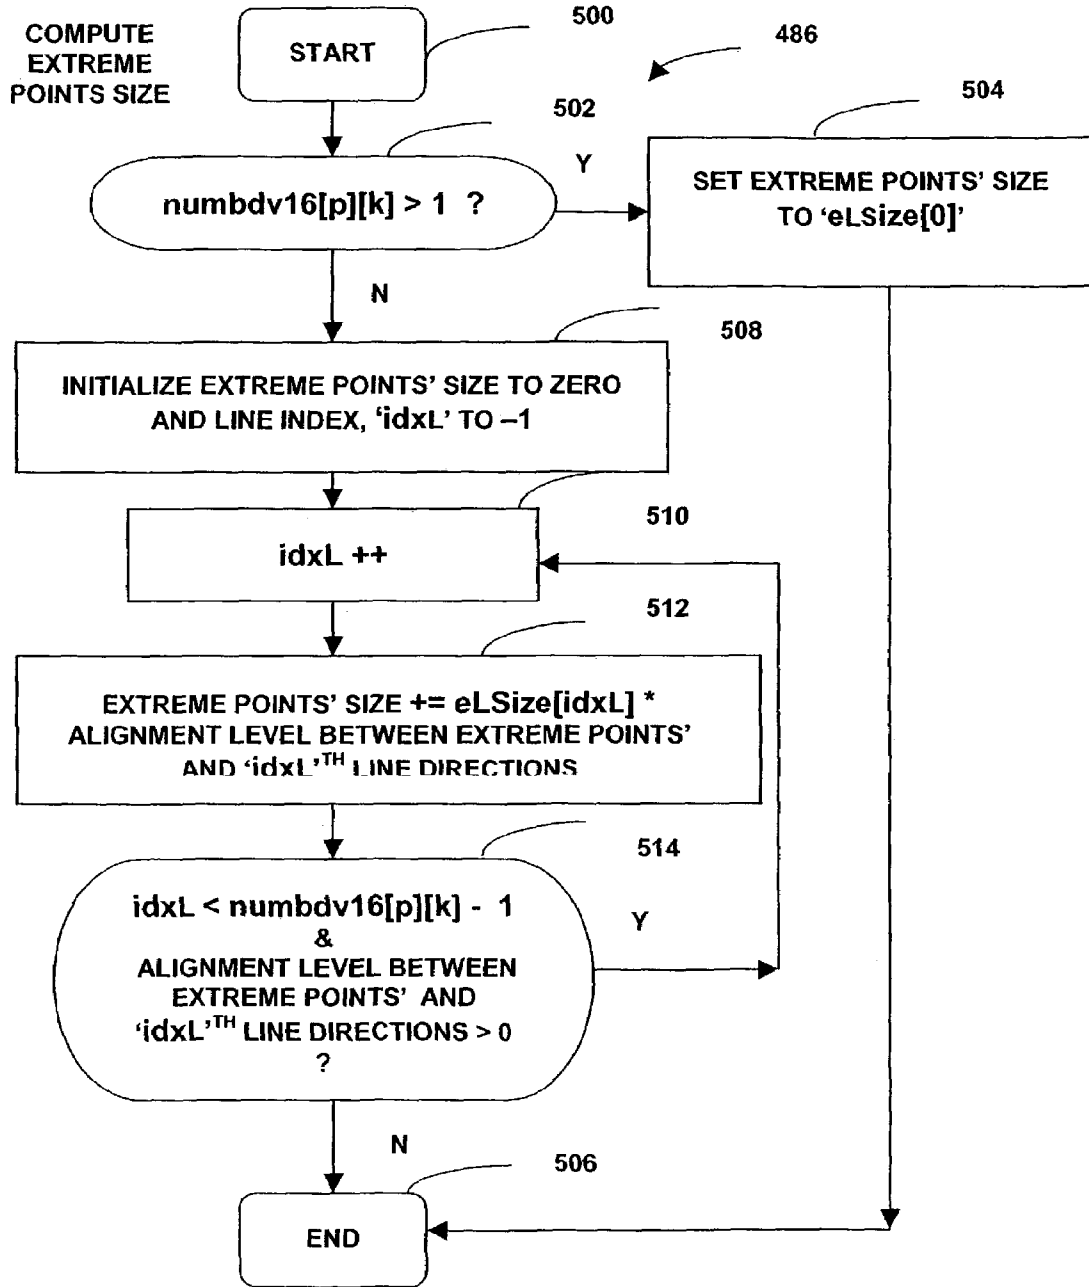 COMPUTE
EXTREME
POINTS SIZE
START
500
486
502
504
numbdv16[p][k] > 1 ?
Y
SET EXTREME POINTS' SIZE
TO 'eLSize[0]'
N
508
INITIALIZE EXTREME POINTS' SIZE TO ZERO
AND LINE INDEX, 'idxL' TO –1
510
idxL ++
512
EXTREME POINTS' SIZE += eLSize[idxL] *
ALIGNMENT LEVEL BETWEEN EXTREME POINTS'
AND 'idxL'TH LINE DIRECTIONS
514
idxL < numbdv16[p][k] - 1
&
ALIGNMENT LEVEL BETWEEN
EXTREME POINTS' AND
'idxL'TH LINE DIRECTIONS > 0
?
Y
N
506
END